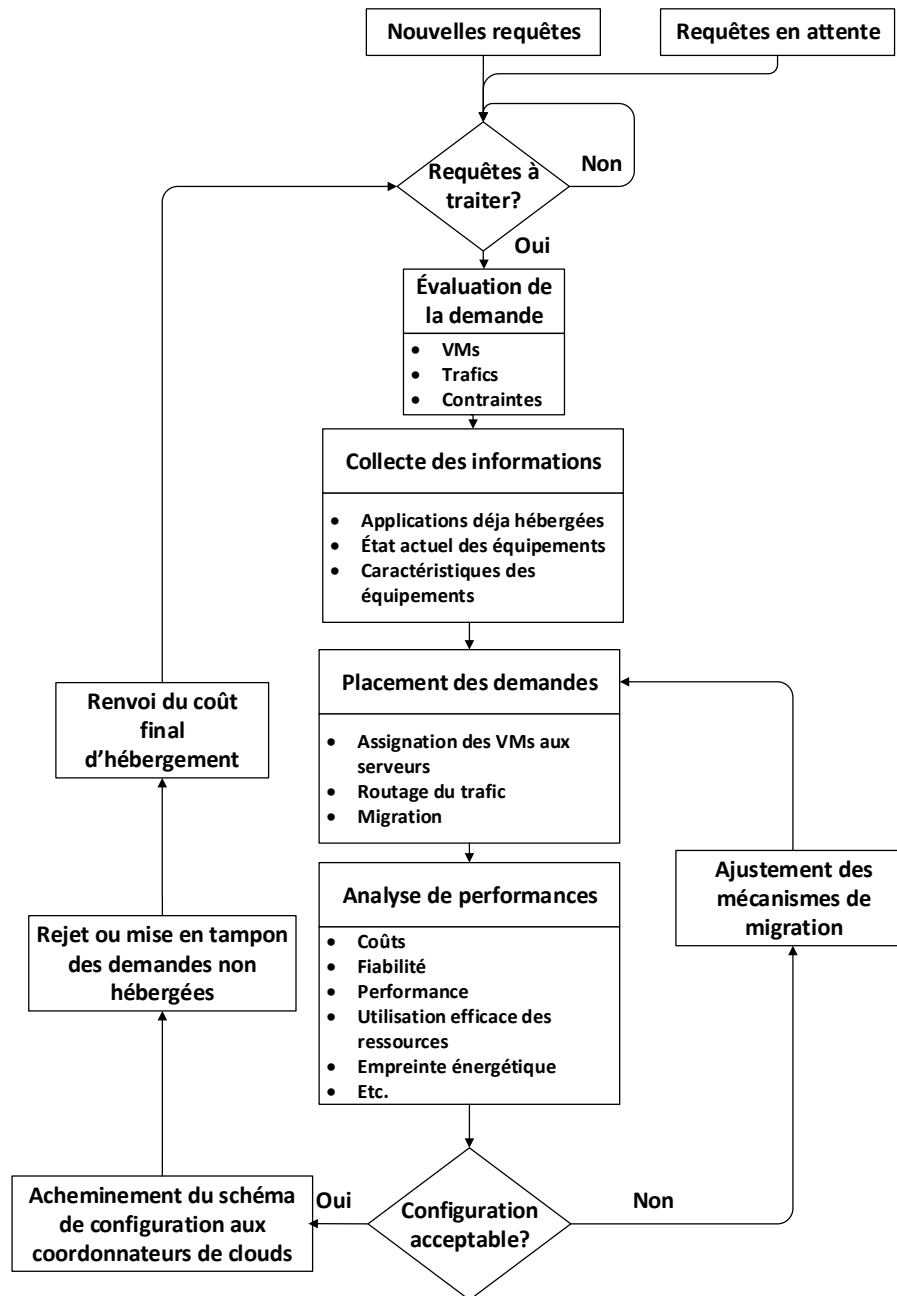 Nouvelles requêtes
Requêtes en attente
Requêtes à
traiter?
Non
Oui
Évaluation de
la demande
• VMs
• Trafics
• Contraintes
Collecte des informations
• Applications déja hébergées
• État actuel des équipements
• Caractéristiques des
équipements
Placement des demandes
• Assignation des VMs aux
serveurs
• Routage du trafic
• Migration
Renvoi du coût
final
d’hébergement
Analyse de performances
• Coûts
• Fiabilité
• Performance
• Utilisation efficace des
ressources
• Empreinte énergétique
• Etc.
Ajustement des
mécanismes de
migration
Rejet ou mise en tampon
des demandes non
hébergées
Acheminement du schéma
de configuration aux
coordonnateurs de clouds
Oui
Configuration
acceptable?
Non